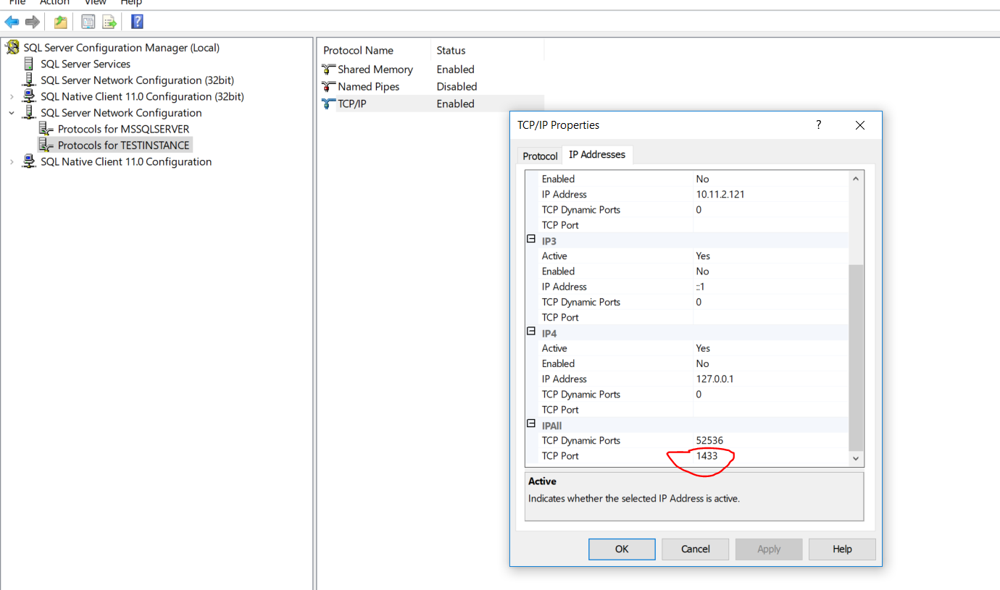 File Action View Help
SQL Server Configuration Manager (Local)
SQL Server Services
SQL Server Network Configuration (32bit)
SQL Native Client 11.0 Configuration (32bit)
SQL Server Network Configuration
Protocols for MSSQLSERVER
Protocols for TESTINSTANCE
SQL Native Client 11.0 Configuration
Protocol Name Status
Shared Memory Enabled
Named Pipes Disabled
TCP/IP Enabled
TCP/IP Properties
?
Protocol IP Addresses
Enabled No
IP Address 10.11.2.121
TCP Dynamic Ports 0
TCP Port
IP3
Active Yes
Enabled No
IP Address ::1
TCP Dynamic Ports 0
TCP Port
IP4
Active Yes
Enabled No
IP Address 127.0.0.1
TCP Dynamic Ports 0
TCP Port
IPAll
TCP Dynamic Ports 52536
TCP Port 1433
Active
Indicates whether the selected IP Address is active.
OK Cancel Apply Help